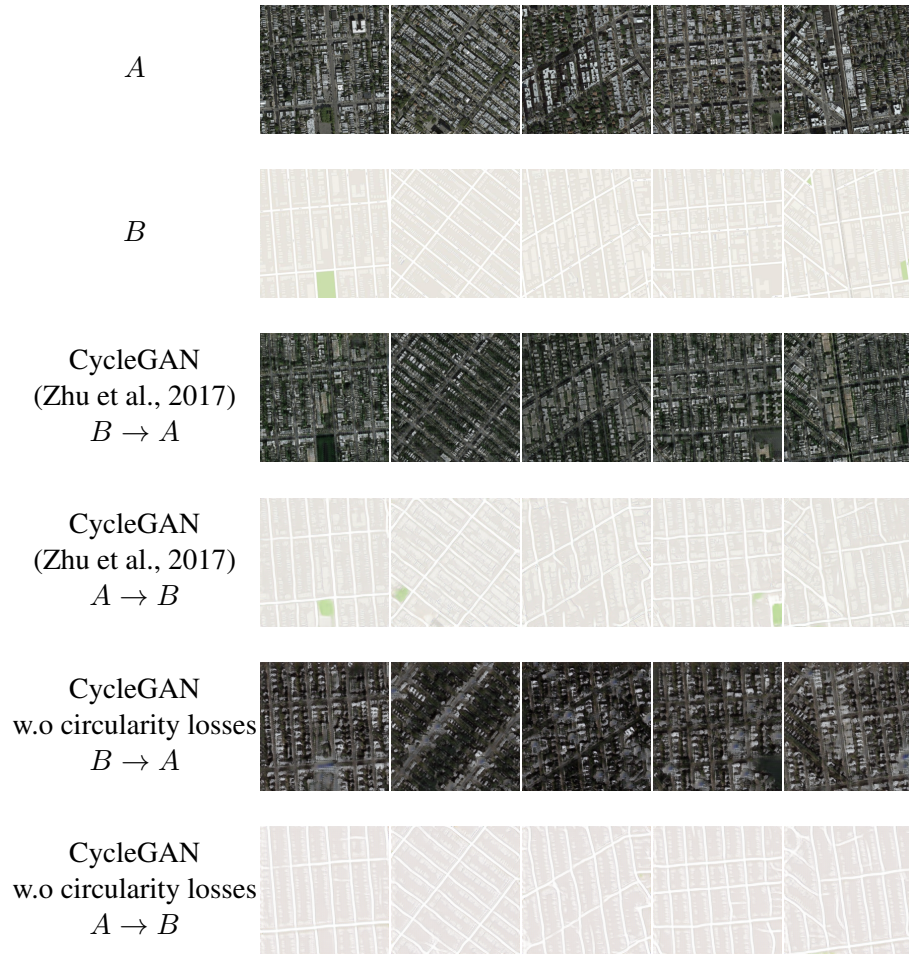 A
B
CycleGAN
(Zhu et al., 2017)
B → A
CycleGAN
(Zhu et al., 2017)
A → B
CycleGAN
w.o circularity losses
B → A
CycleGAN
w.o circularity losses
A → B